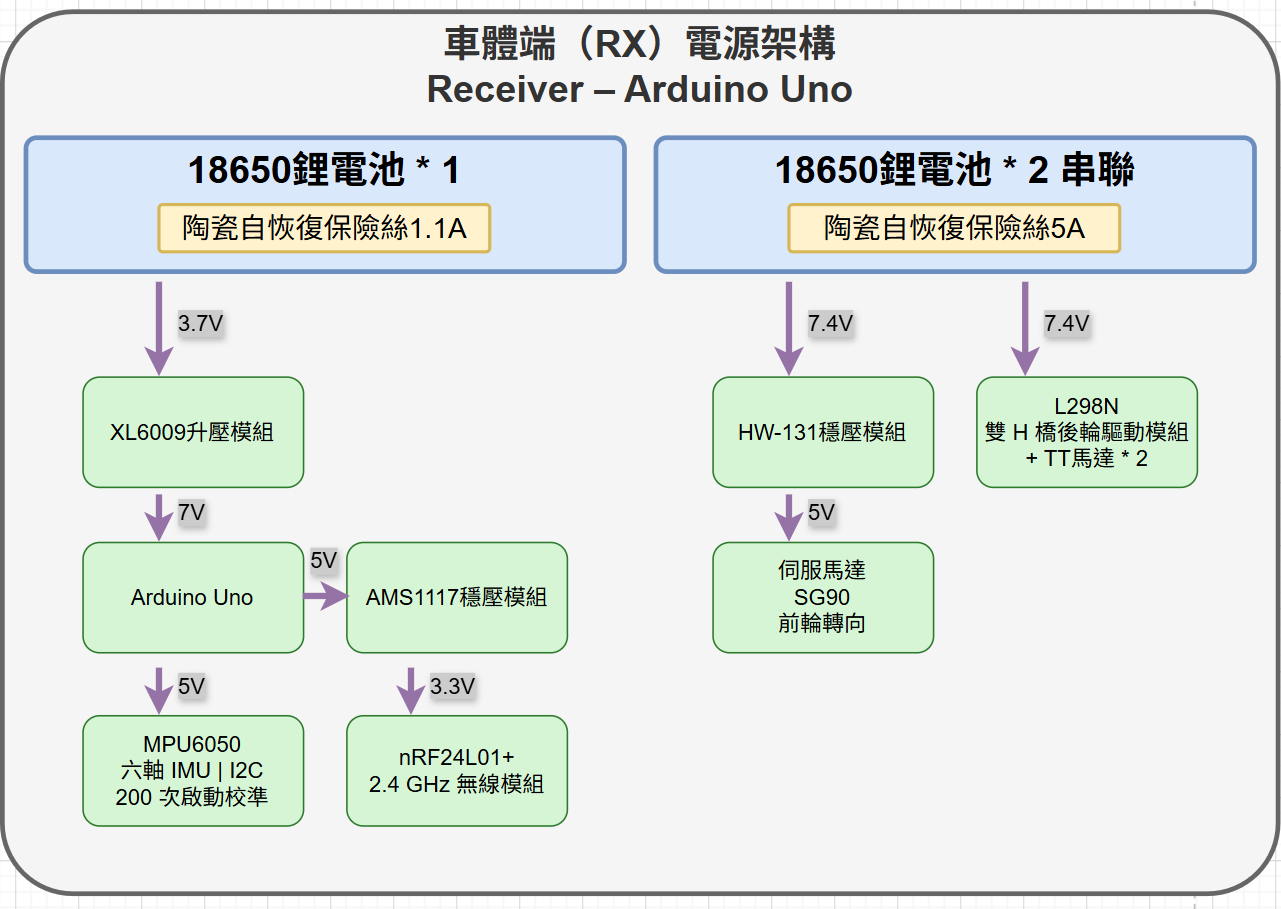 車體端（RX）電源架構
Receiver – Arduino Uno
18650鋰電池 * 1
陶瓷自恢復保險絲1.1A
18650鋰電池 * 2 串聯
陶瓷自恢復保險絲5A
3.7V
7.4V
7.4V
XL6009升壓模組
HW-131穩壓模組
L298N
雙 H 橋後輪驅動模組
+ TT馬達 * 2
7V
5V
5V
Arduino Uno
AMS1117穩壓模組
伺服馬達
SG90
前輪轉向
5V
3.3V
MPU6050
六軸 IMU | I2C
200 次啟動校準
nRF24L01+
2.4 GHz 無線模組